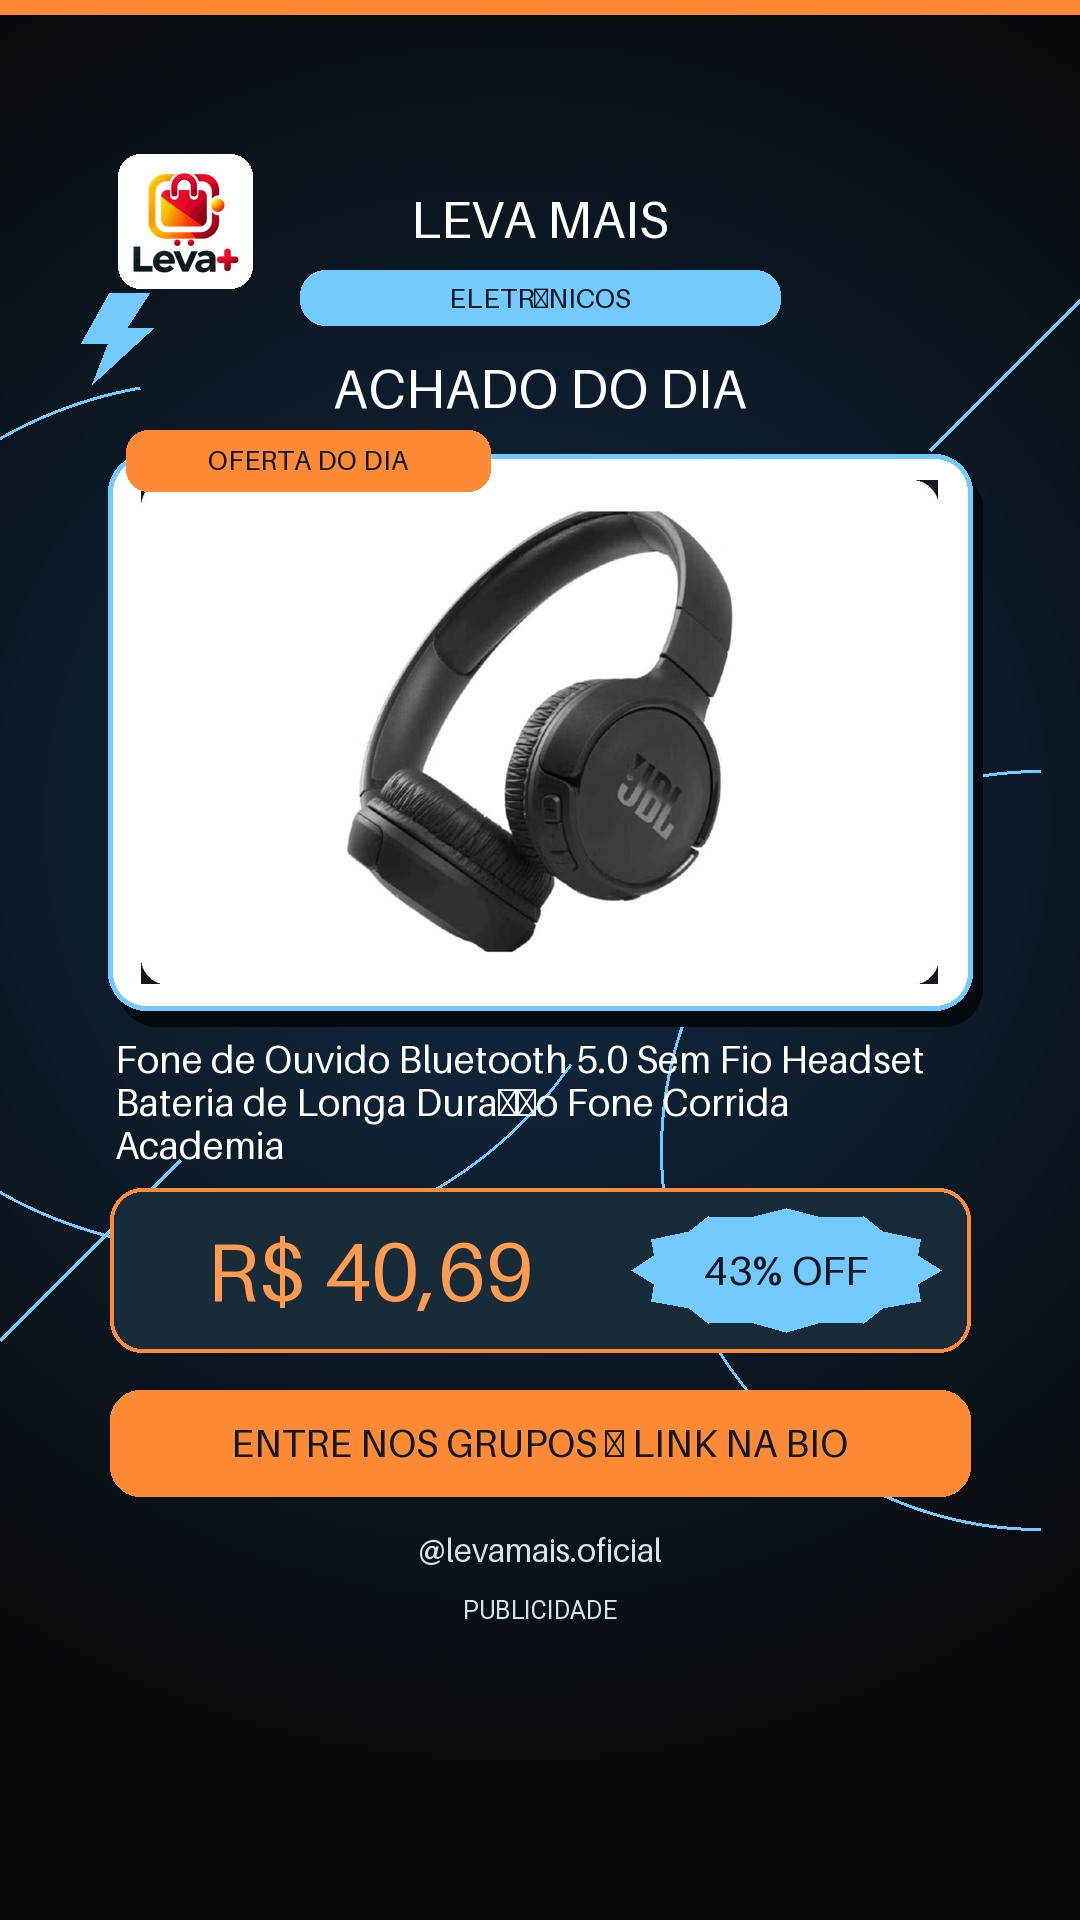 Leva+
LEVA MAIS
ELETR☒NICOS
ACHADO DO DIA
OFERTA DO DIA
JBL
Fone de Ouvido Bluetooth 5.0 Sem Fio Headset
Bateria de Longa Dura☒☒o Fone Corrida
Academia
R$ 40,69
43% OFF
ENTRE NOS GRUPOS ☒ LINK NA BIO
@levamais.oficial
PUBLICIDADE